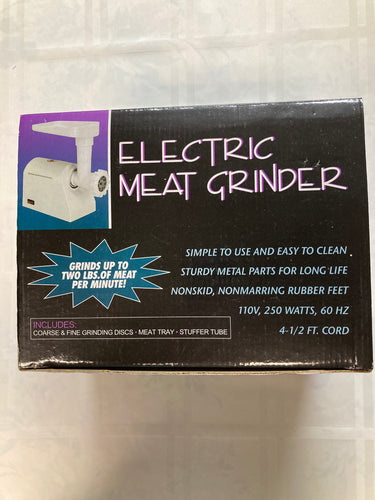 ELECTRIC
MEAT GRINDER
GRINDS UP TO
TWO LBS.OF MEAT
PER MINUTE!
SIMPLE TO USE AND EASY TO CLEAN
STURDY METAL PARTS FOR LONG LIFE
NONSKID, NONMARRING RUBBER FEET
110V, 250 WATTS, 60 HZ
4-1/2 FT. CORD
INCLUDES:
COARSE & FINE GRINDING DISCS · MEAT TRAY · STUFFER TUBE